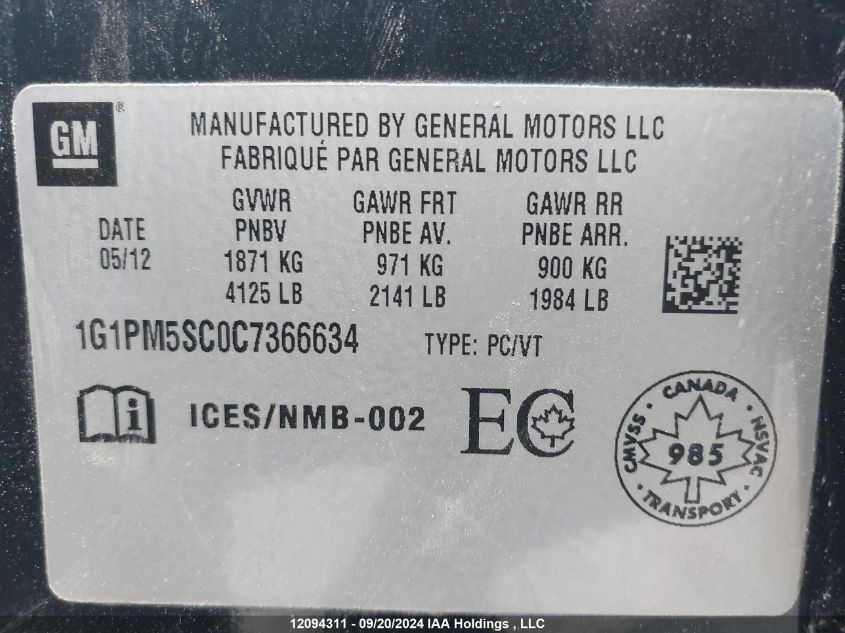 GM ®
MANUFACTURED BY GENERAL MOTORS LLC
FABRIQUÉ PAR GENERAL MOTORS LLC
DATE
05/12
GVWR
PNBV
1871 KG
4125 LB
GAWR FRT
PNBE AV.
971 KG
2141 LB
GAWR RR
PNBE ARR.
900 KG
1984 LB
1G1PM5SC0C7366634 TYPE: PC/VT
i ICES/NMB-002 EC
CANADA
CMVSS · NSVAC
985
· TRANSPORT ·
12094311 - 09/20/2024 IAA Holdings , LLC